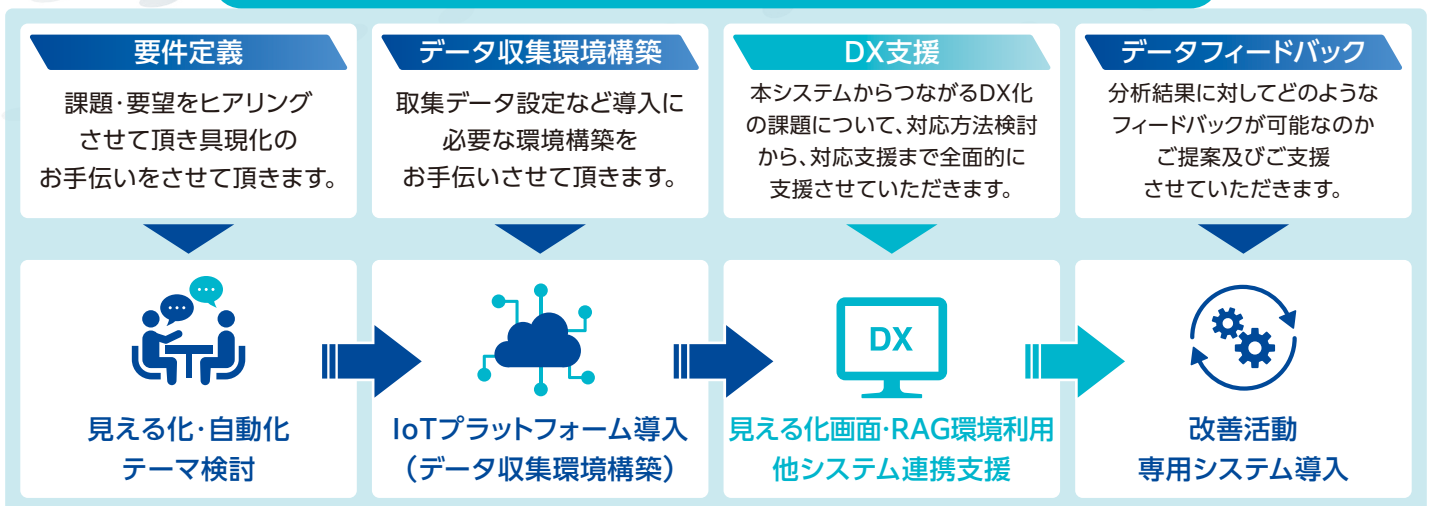 要件定義
課題・要望をヒアリング
させて頂き具現化の
お手伝いをさせて頂きます。
データ収集環境構築
取集データ設定など導入に
必要な環境構築を
お手伝いさせて頂きます。
DX支援
本システムからつながるDX化
の課題について、対応方法検討
から、対応支援まで全面的に
支援させていただきます。
データフィードバック
分析結果に対してどのような
フィードバックが可能なのか
ご提案及びご支援
させていただきます。
見える化・自動化
テーマ検討
IoTプラットフォーム導入
(データ収集環境構築)
DX
見える化画面・RAG環境利用
他システム連携支援
改善活動
専用システム導入